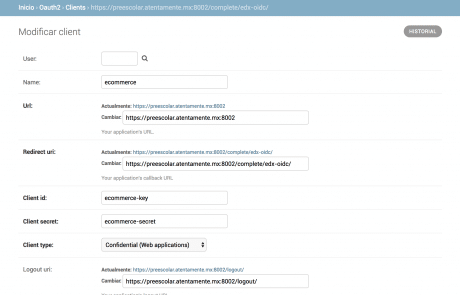 Inicio › Oauth2 › Clients › https://preescolar.atentamente.mx:8002/complete/edx-oidc/
Modificar client
HISTORIAL
User:
Name: ecommerce
Url: Actualmente: https://preescolar.atentamente.mx:8002
Cambiar: https://preescolar.atentamente.mx:8002
Your application's URL.
Redirect uri: Actualmente: https://preescolar.atentamente.mx:8002/complete/edx-oidc/
Cambiar: https://preescolar.atentamente.mx:8002/complete/edx-oidc/
Your application's callback URL
Client id: ecommerce-key
Client secret: ecommerce-secret
Client type: Confidential (Web applications)
Logout uri: Actualmente: https://preescolar.atentamente.mx:8002/logout/
Cambiar: https://preescolar.atentamente.mx:8002/logout/